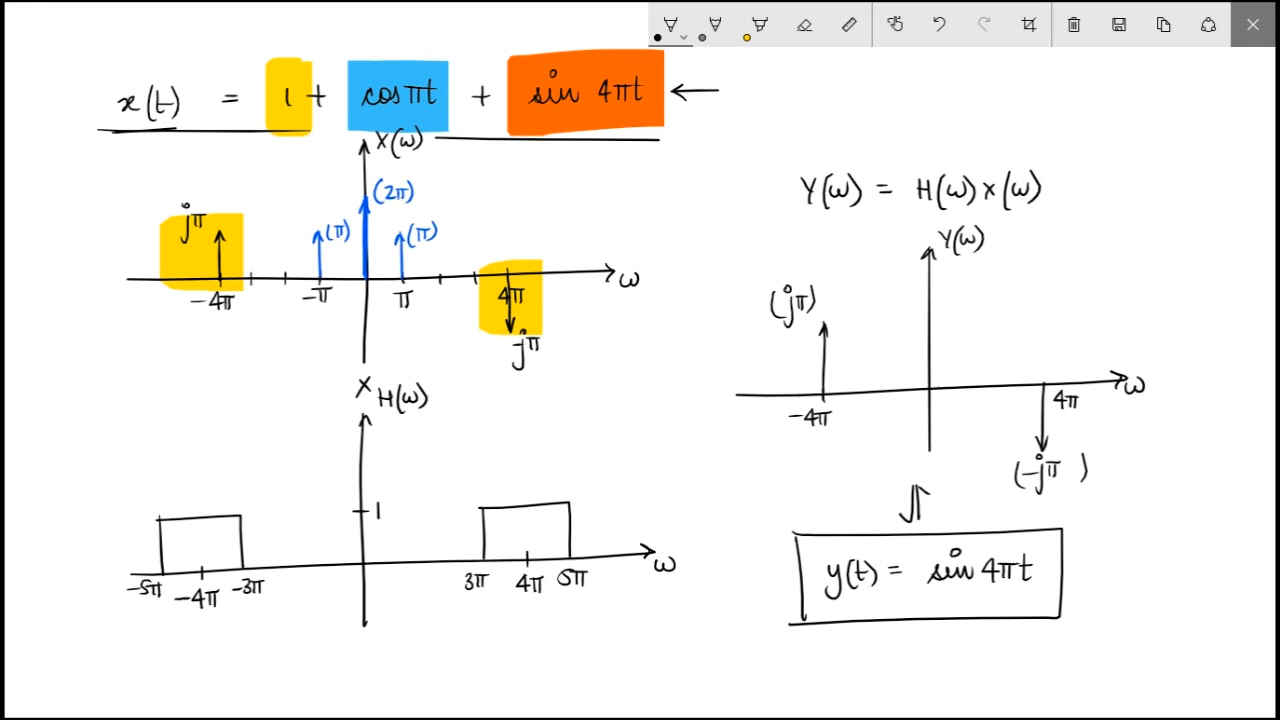 x(t) = 1 + cosπt + sin 4πt ←
X(ω)
(2π)
jπ
(π)
(π)
-4π
-π
π
4π
ω
jπ
X
H(ω)
1
-5π
-4π
-3π
3π
4π
5π
ω
Y(ω) = H(ω)X(ω)
Y(ω)
(jπ)
-4π
4π
ω
(-jπ)
y(t) = sin 4πt